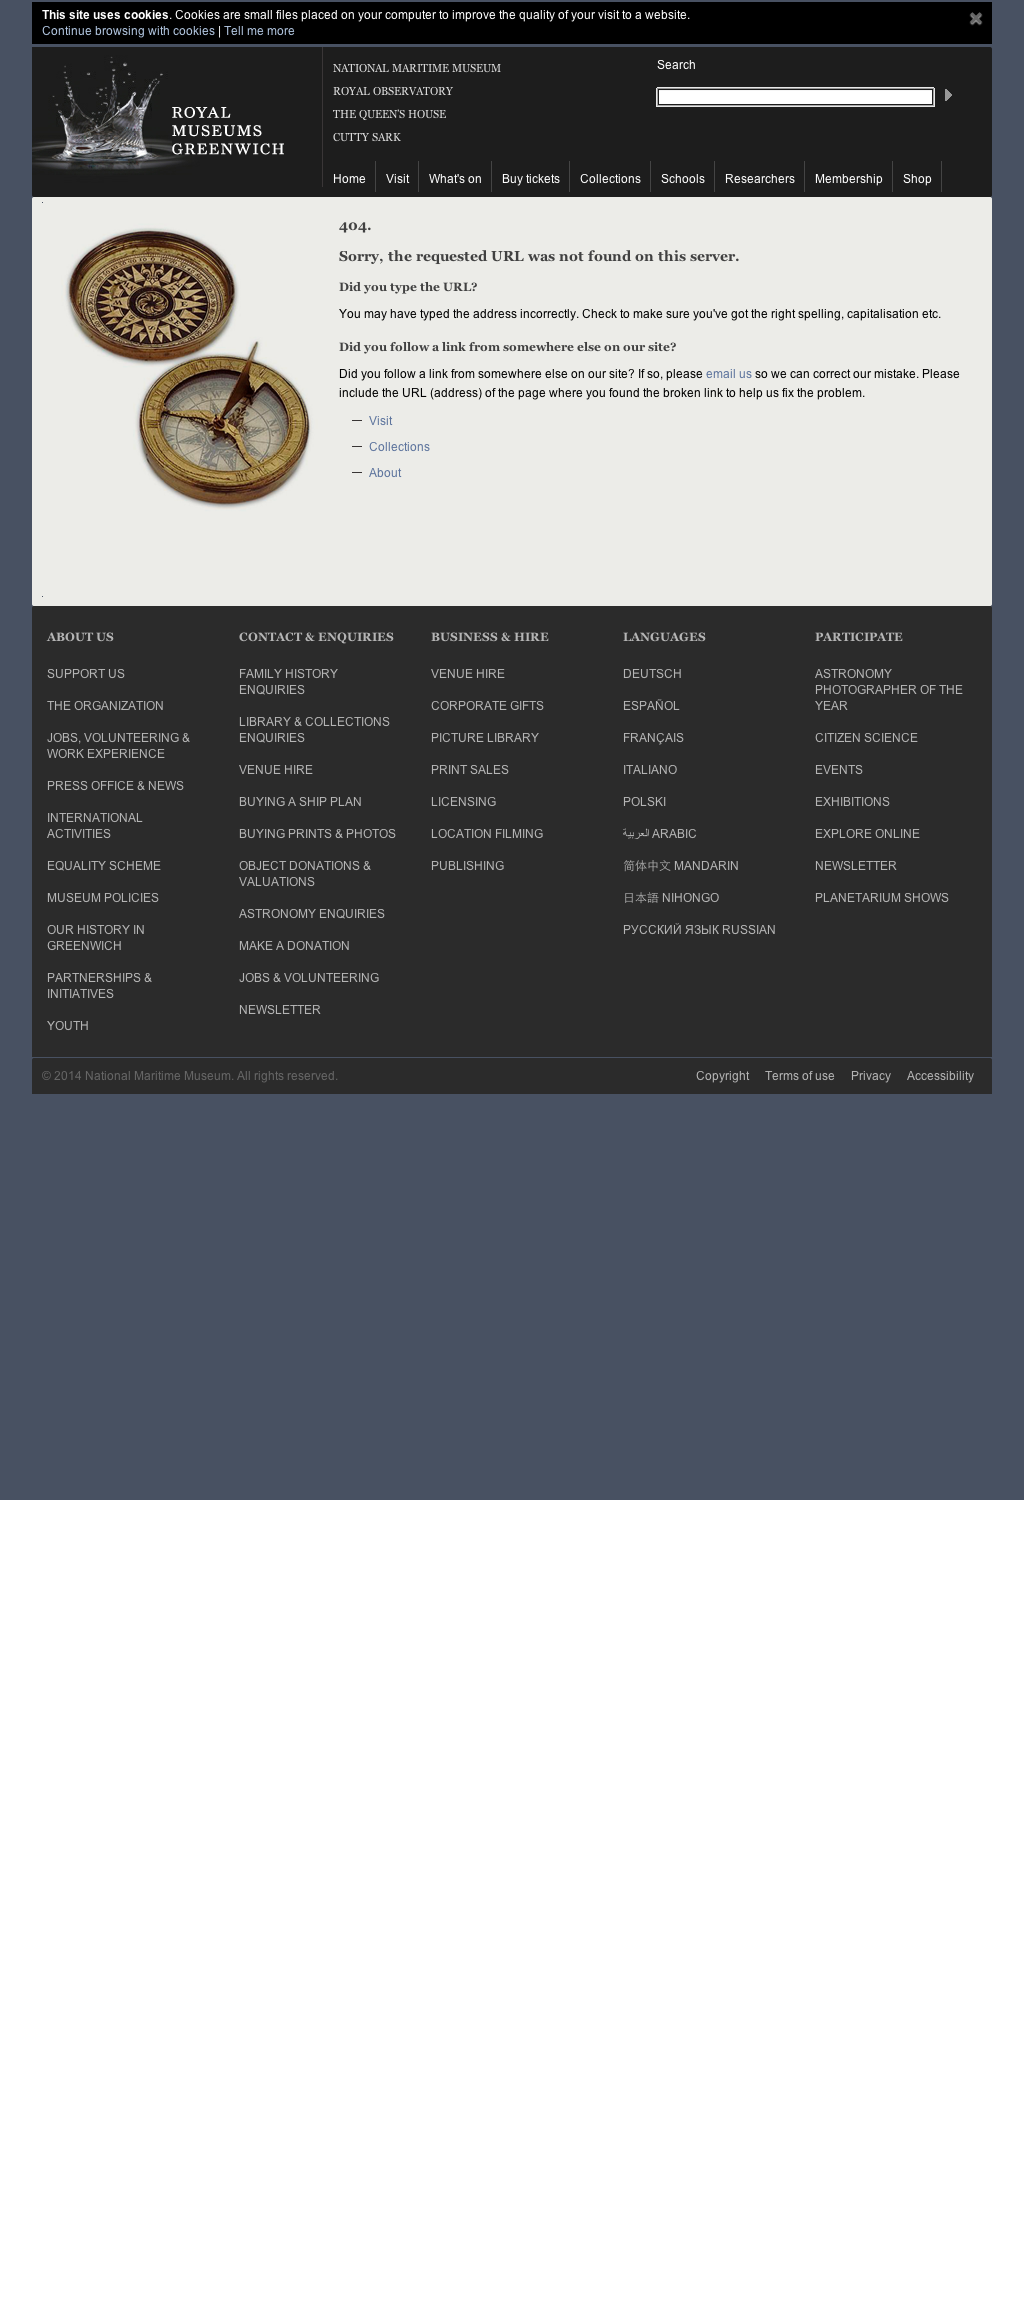 This site uses cookies. Cookies are small files placed on your computer to improve the quality of your visit to a website.
Continue browsing with cookies | Tell me more
ROYAL
MUSEUMS
GREENWICH
NATIONAL MARITIME MUSEUM
ROYAL OBSERVATORY
THE QUEEN'S HOUSE
CUTTY SARK
Search
Home Visit What's on Buy tickets Collections Schools Researchers Membership Shop
404.
Sorry, the requested URL was not found on this server.
Did you type the URL?
You may have typed the address incorrectly. Check to make sure you've got the right spelling, capitalisation etc.
Did you follow a link from somewhere else on our site?
Did you follow a link from somewhere else on our site? If so, please email us so we can correct our mistake. Please
include the URL (address) of the page where you found the broken link to help us fix the problem.
— Visit
— Collections
— About
ABOUT US
SUPPORT US
THE ORGANIZATION
JOBS, VOLUNTEERING &
WORK EXPERIENCE
PRESS OFFICE & NEWS
INTERNATIONAL
ACTIVITIES
EQUALITY SCHEME
MUSEUM POLICIES
OUR HISTORY IN
GREENWICH
PARTNERSHIPS &
INITIATIVES
YOUTH
CONTACT & ENQUIRIES
FAMILY HISTORY
ENQUIRIES
LIBRARY & COLLECTIONS
ENQUIRIES
VENUE HIRE
BUYING A SHIP PLAN
BUYING PRINTS & PHOTOS
OBJECT DONATIONS &
VALUATIONS
ASTRONOMY ENQUIRIES
MAKE A DONATION
JOBS & VOLUNTEERING
NEWSLETTER
BUSINESS & HIRE
VENUE HIRE
CORPORATE GIFTS
PICTURE LIBRARY
PRINT SALES
LICENSING
LOCATION FILMING
PUBLISHING
LANGUAGES
DEUTSCH
ESPAÑOL
FRANÇAIS
ITALIANO
POLSKI
العربية ARABIC
简体中文 MANDARIN
日本語 NIHONGO
РУССКИЙ ЯЗЫК RUSSIAN
PARTICIPATE
ASTRONOMY
PHOTOGRAPHER OF THE
YEAR
CITIZEN SCIENCE
EVENTS
EXHIBITIONS
EXPLORE ONLINE
NEWSLETTER
PLANETARIUM SHOWS
© 2014 National Maritime Museum. All rights reserved.
Copyright Terms of use Privacy Accessibility